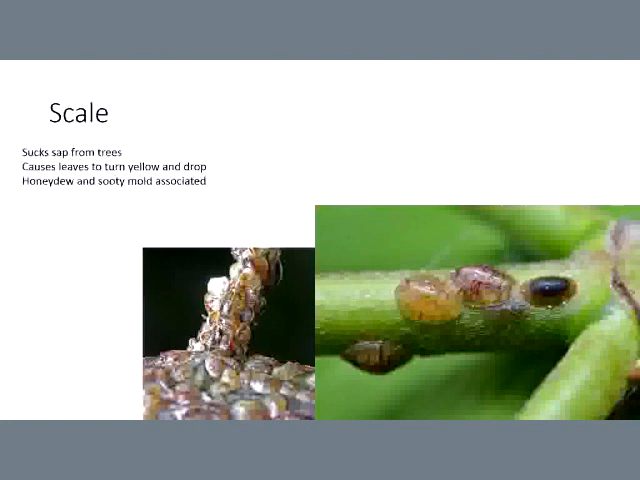 Scale
Sucks sap from trees
Causes leaves to turn yellow and drop
Honeydew and sooty mold associated